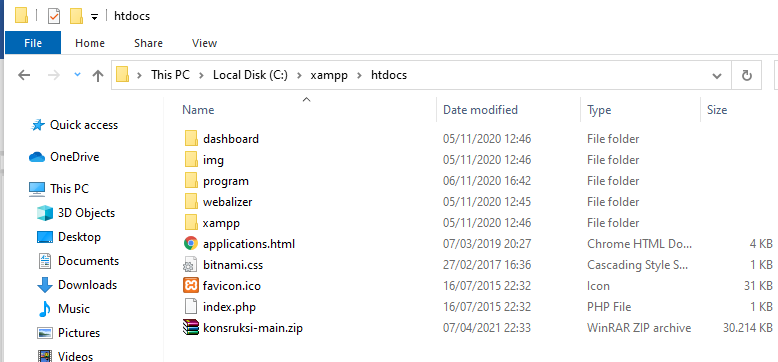 htdocs
File Home Share View
This PC Local Disk (C:) xampp htdocs
Name Date modified Type Size
Quick access
OneDrive
This PC
3D Objects
Desktop
Documents
Downloads
Music
Pictures
Videos
dashboard 05/11/2020 12:46 File folder
img 05/11/2020 12:46 File folder
program 06/11/2020 16:42 File folder
webalizer 05/11/2020 12:45 File folder
xampp 05/11/2020 12:46 File folder
applications.html 07/03/2019 20:27 Chrome HTML Do... 4 KB
bitnami.css 27/02/2017 16:36 Cascading Style S... 1 KB
favicon.ico 16/07/2015 22:32 Icon 31 KB
index.php 16/07/2015 22:32 PHP File 1 KB
konsruksi-main.zip 07/04/2021 22:33 WinRAR ZIP archive 30.214 KB